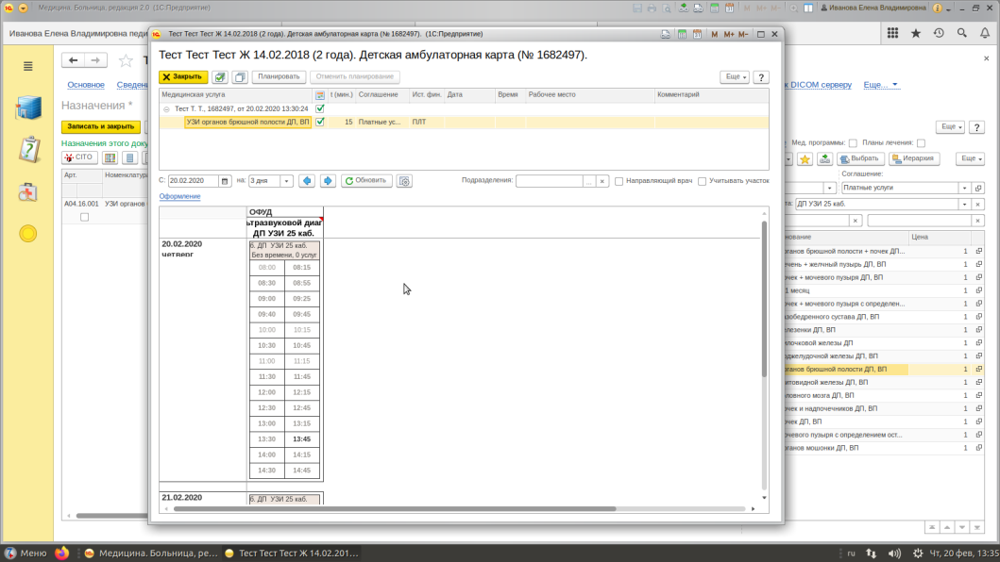 Медицина. Больница, редакция 2.0 (1С:Предприятие)
M M+ M-
Иванова Елена Владимировна
Иванова Елена Владимировна пед
Тест Тест Тест Ж 14.02.2018 (2 года). Детская амбулаторная карта (№ 1682497). (1С:Предприятие)
M M+ M-
Тест Тест Тест Ж 14.02.2018 (2 года). Детская амбулаторная карта (№ 1682497).
Закрыть
Планировать
Отменить планирование
Еще
?
Медицинская услуга
t (мин.)
Соглашение
Ист. фин.
Дата
Время
Рабочее место
Комментарий
Тест Т. Т., 1682497, от 20.02.2020 13:30:24
УЗИ органов брюшной полости ДП, ВП
15
Платные ус...
ПЛТ
С: 20.02.2020
на: 3 дня
Обновить
Подразделения:
Направляющий врач
Учитывать участок
Оформление
ОФУД
ьтразвуковой диаг
ДП УЗИ 25 каб.
20.02.2020
четверг
б. ДП УЗИ 25 каб.
Без времени, 0 услуг
08:00 08:15
08:30 08:55
09:00 09:25
09:40 09:45
10:00 10:15
10:30 10:45
11:00 11:15
11:30 11:45
12:00 12:15
12:30 12:45
13:00 13:15
13:30 13:45
14:00 14:15
14:30 14:45
21.02.2020
б. ДП УЗИ 25 каб.
Основное
Сведен
Назначения *
Записать и закрыть
Назначения этого доку
CITO
Арт.
Номенклатур
А04.16.001
УЗИ органов
к DICOM серверу
Еще...
Еще
?
Мед. программы:
Планы лечения:
Выбрать
Иерархия
Еще
Соглашение:
Платные услуги
та: ДП УЗИ 25 каб.
нование
Цена
рганов брюшной полости + почек ДП... 1
ечень + желчный пузырь ДП, ВП 1
очек + мочевого пузыря ДП, ВП 1
1 месяц 1
очек + мочевого пузыря с определен... 1
азобедренного сустава ДП, ВП 1
елезенки ДП, ВП 1
илочковой железы ДП 1
оджелудочной железы ДП, ВП 1
рганов брюшной полости ДП, ВП 1
итовидной железы ДП, ВП 1
оловного мозга ДП, ВП 1
очек и надпочечников ДП, ВП 1
очек ДП, ВП 1
очевого пузыря с определением ост... 1
рганов мошонки ДП, ВП 1
Меню
Медицина. Больница, ре...
Тест Тест Тест Ж 14.02.201...
ru
Чт, 20 фев, 13:35